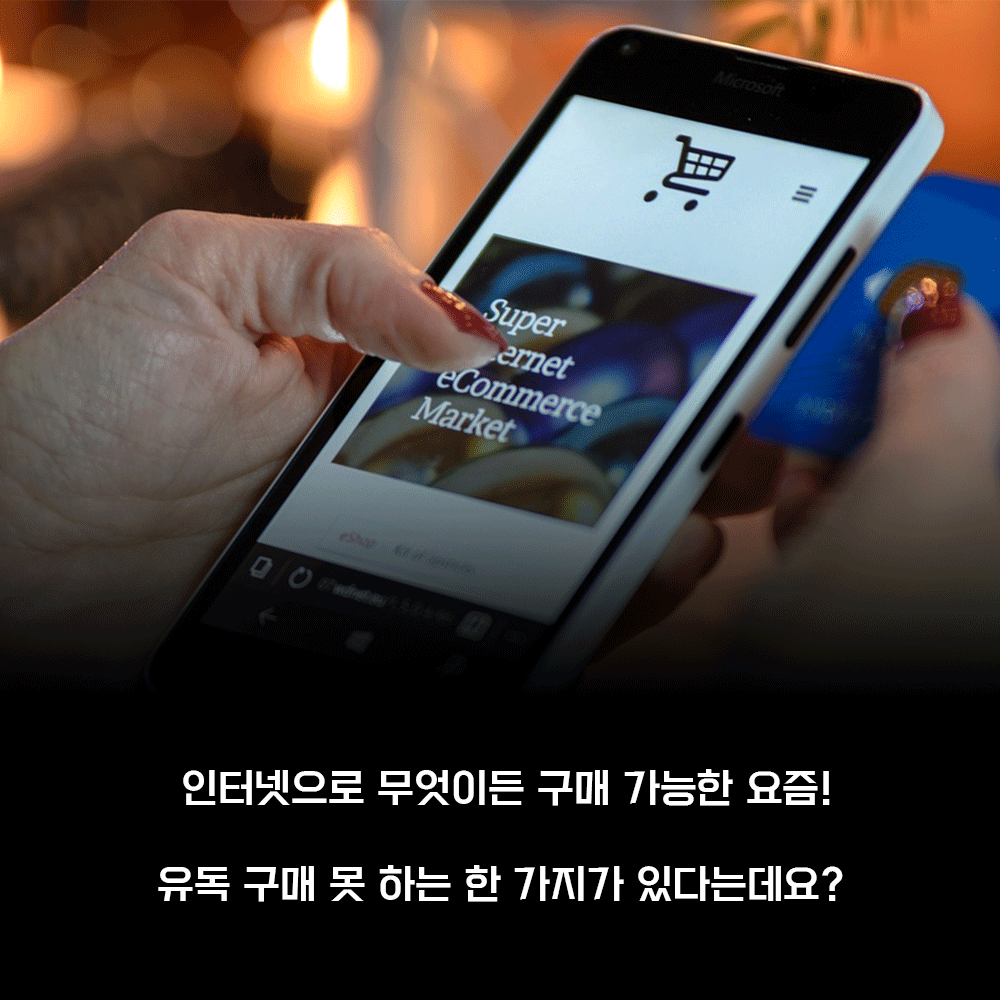 Microsoft
Super
ternet
eCommerce
Market
eShop
인터넷으로 무엇이든 구매 가능한 요즘!
유독 구매 못 하는 한 가지가 있다는데요?